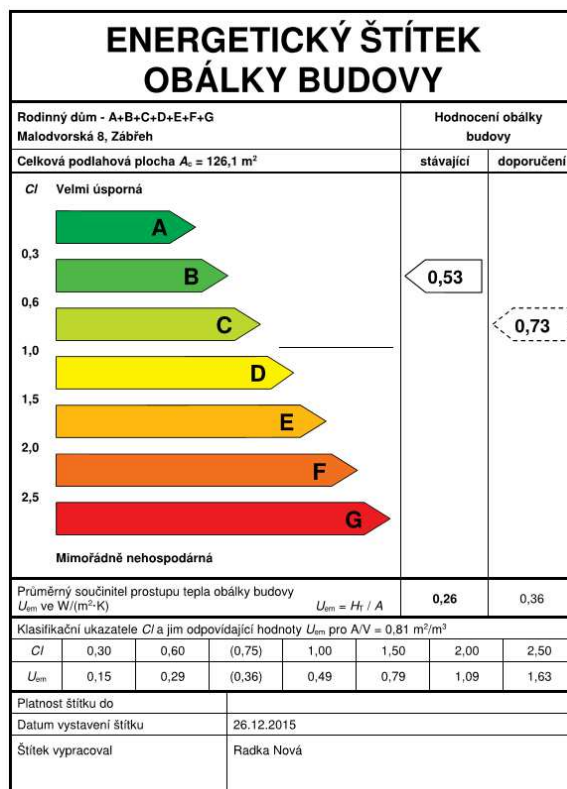 ENERGETICKÝ ŠTÍTEK
OBÁLKY BUDOVY
Rodinný dům - A+B+C+D+E+F+G
Malodvorská 8, Zábřeh
Hodnocení obálky
budovy
Celková podlahová plocha Ac = 126,1 m²
stávající
doporučení
CI Velmi úsporná
A
0,3
B
0,53
0,6
C
0,73
1,0
D
1,5
E
2,0
F
2,5
G
Mimořádně nehospodárná
Průměrný součinitel prostupu tepla obálky budovy
Uem ve W/(m²·K) Uem = HT / A
0,26
0,36
Klasifikační ukazatele CI a jim odpovídající hodnoty Uem pro A/V = 0,81 m²/m³
CI 0,30 0,60 (0,75) 1,00 1,50 2,00 2,50
Uem 0,15 0,29 (0,36) 0,49 0,79 1,09 1,63
Platnost štítku do
Datum vystavení štítku 26.12.2015
Štítek vypracoval Radka Nová